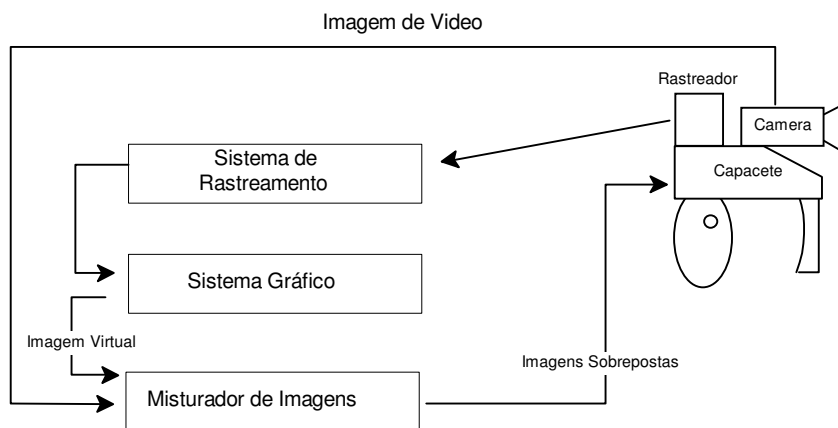 Imagem de Video
Rastreador
Camera
Sistema de
Rastreamento
Capacete
Sistema Gráfico
Imagem Virtual
Imagens Sobrepostas
Misturador de Imagens